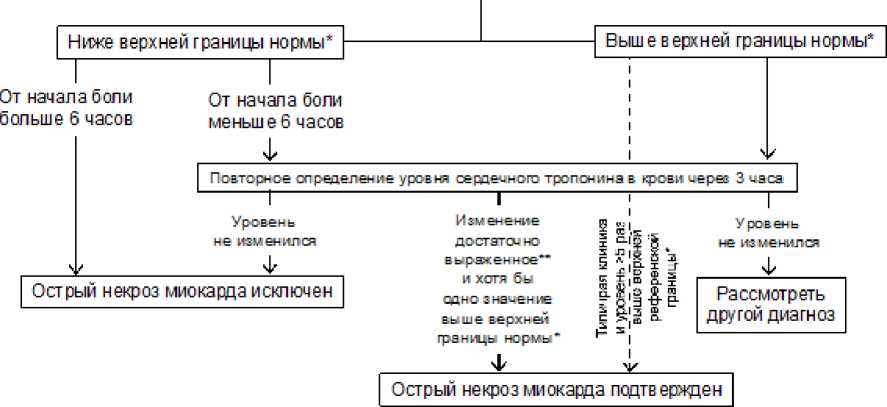 Ниже верхней границы нормы*
Выше верхней границы нормы*
От начала боли
больше 6 часов
От начала боли
меньше 6 часов
Повторное определение уровня сердечного тропонина в крови через 3 часа
Уровень
не изменился
Изменение
достаточно
выраженное**
и хотя бы
одно значение
выше верхней
границы нормы*
Типичная клиника
и уровень >5 раз
выше верхней
референской
границы*
Уровень
не изменился
Острый некроз миокарда исключен
Рассмотреть
другой диагноз
Острый некроз миокарда подтвержден